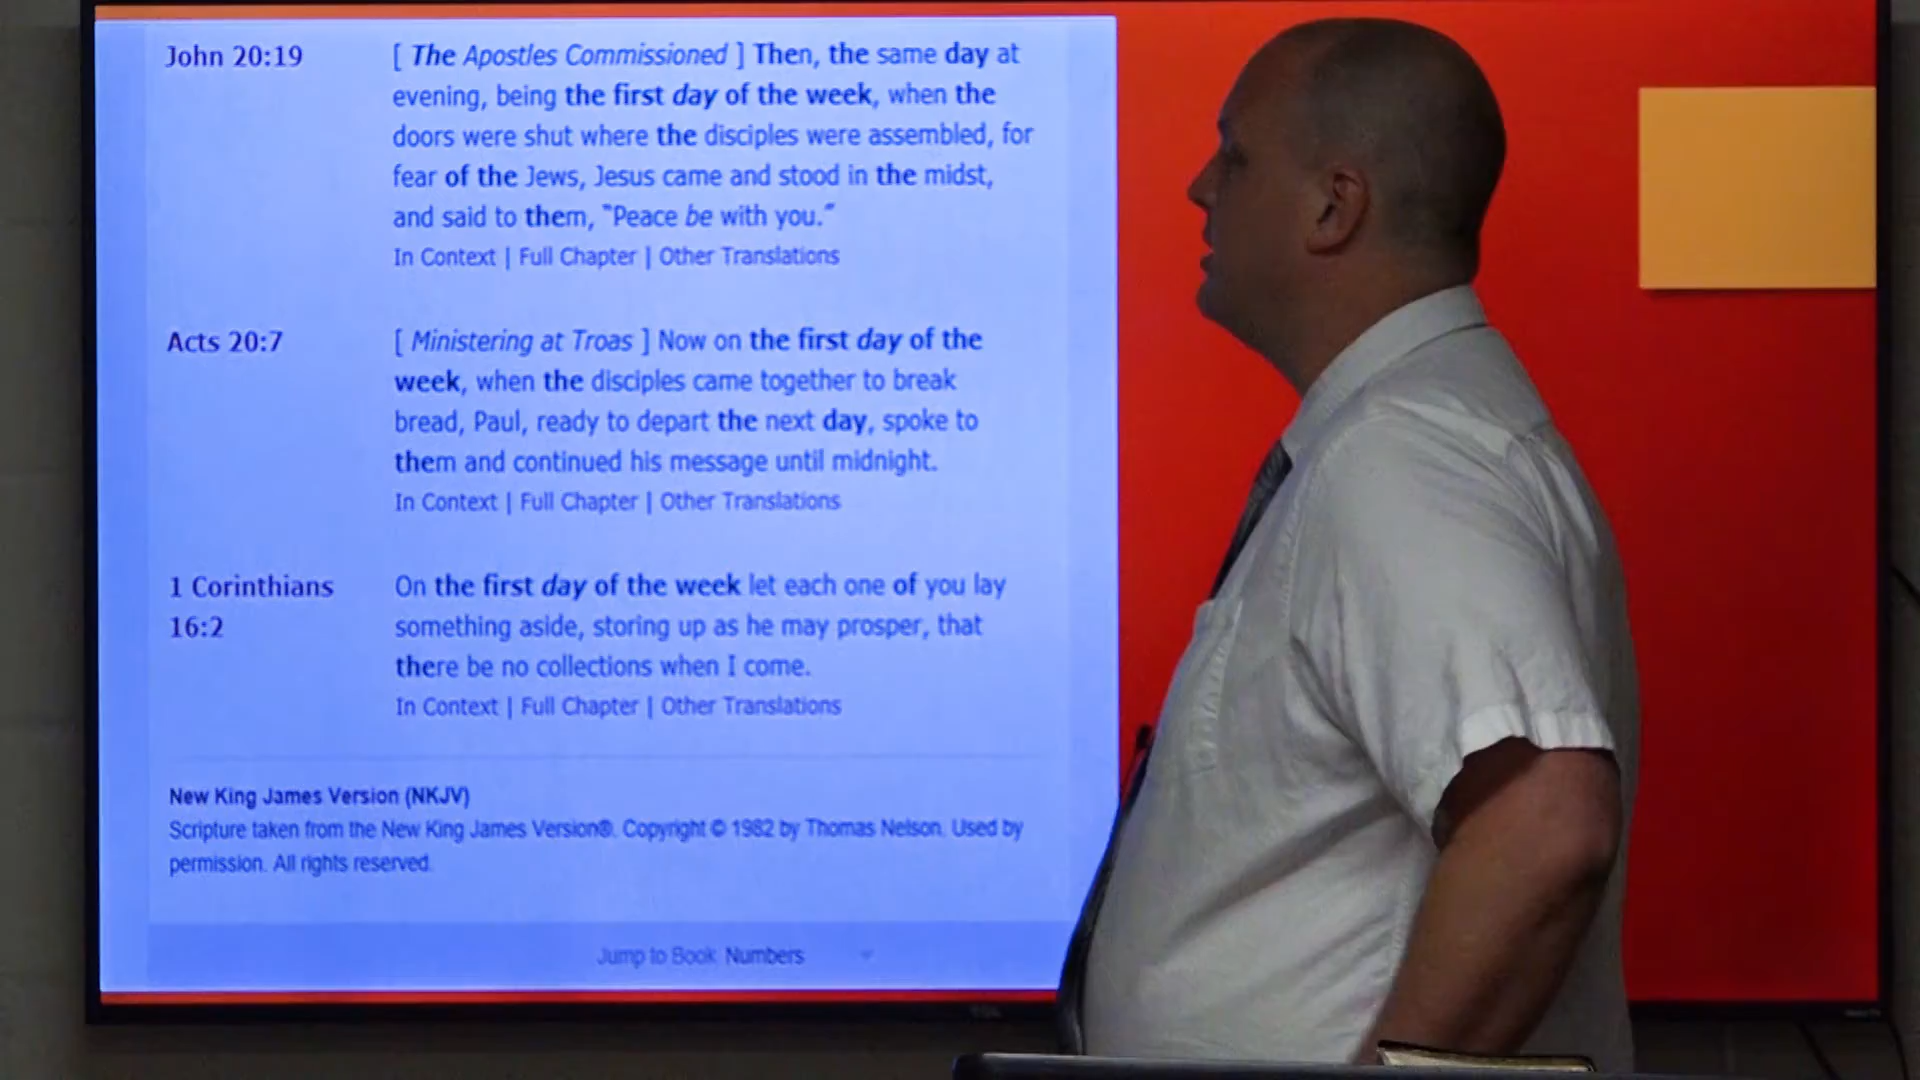 John 20:19
[ The Apostles Commissioned ] Then, the same day at
evening, being the first day of the week, when the
doors were shut where the disciples were assembled, for
fear of the Jews, Jesus came and stood in the midst,
and said to them, "Peace be with you."
In Context | Full Chapter | Other Translations
Acts 20:7
[ Ministering at Troas ] Now on the first day of the
week, when the disciples came together to break
bread, Paul, ready to depart the next day, spoke to
them and continued his message until midnight.
In Context | Full Chapter | Other Translations
1 Corinthians
16:2
On the first day of the week let each one of you lay
something aside, storing up as he may prosper, that
there be no collections when I come.
In Context | Full Chapter | Other Translations
New King James Version (NKJV)
Scripture taken from the New King James Version®. Copyright © 1982 by Thomas Nelson. Used by
permission. All rights reserved.
Jump to Book Numbers